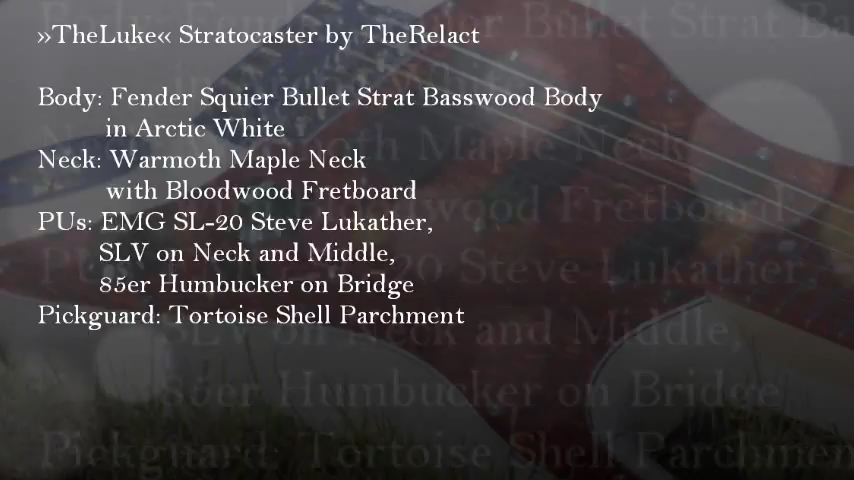 »TheLuke« Stratocaster by TheRelact
Body: Fender Squier Bullet Strat Basswood Body
in Arctic White
Neck: Warmoth Maple Neck
with Bloodwood Fretboard
PUs: EMG SL-20 Steve Lukather,
SLV on Neck and Middle,
85er Humbucker on Bridge
Pickguard: Tortoise Shell Parchment